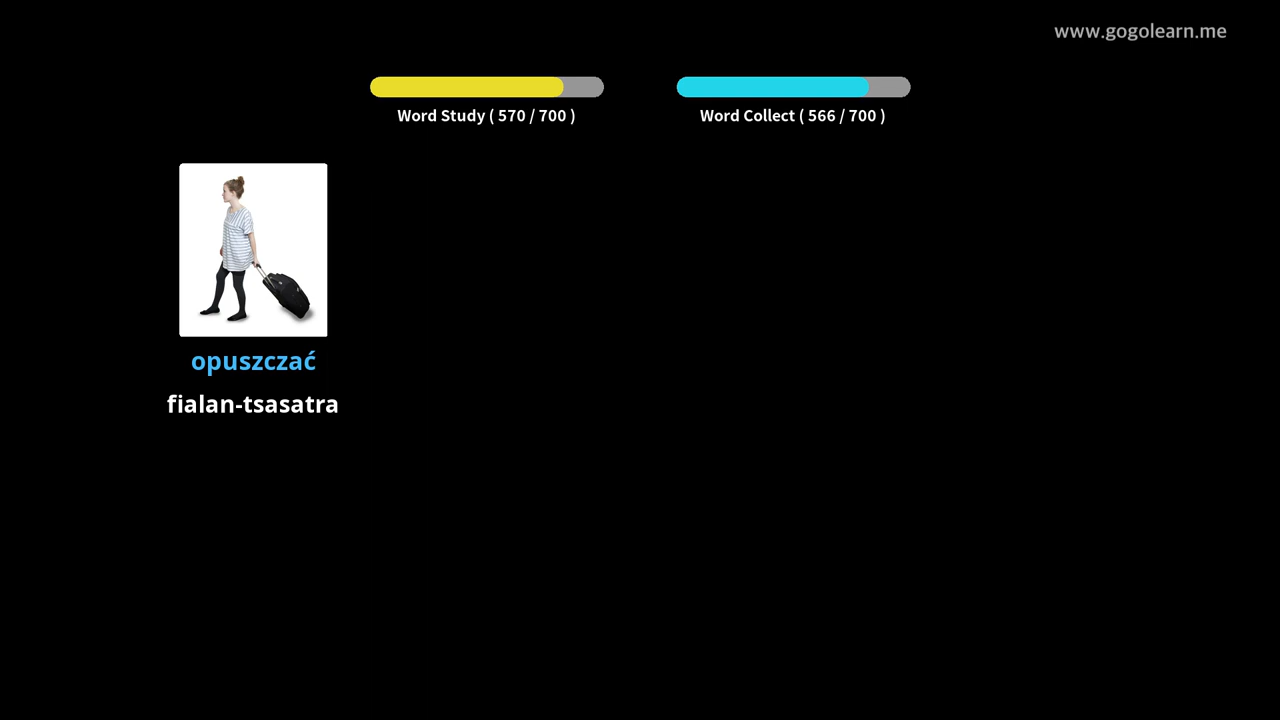 www.gogolearn.me
Word Study ( 570 / 700 )
Word Collect ( 566 / 700 )
opuszczać
fialan-tsasatra